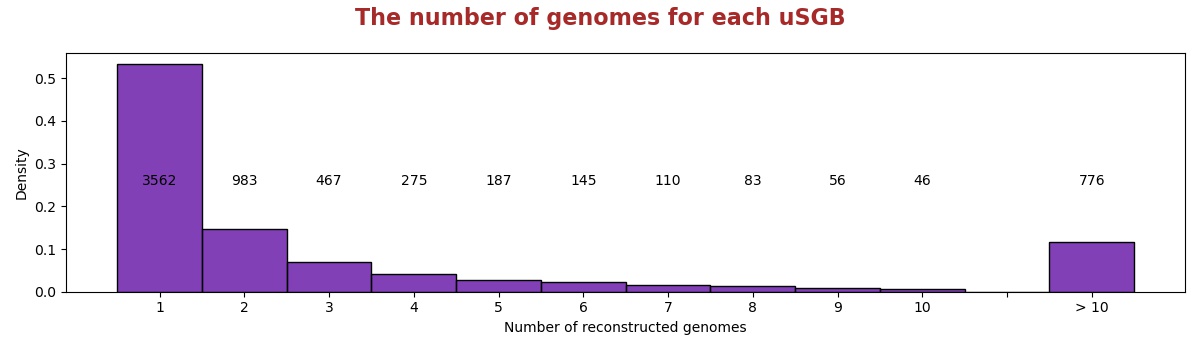 The number of genomes for each uSGB
Density
0.5
0.4
0.3
0.2
0.1
0.0
3562 983 467 275 187 145 110 83 56 46 776
1 2 3 4 5 6 7 8 9 10 > 10
Number of reconstructed genomes